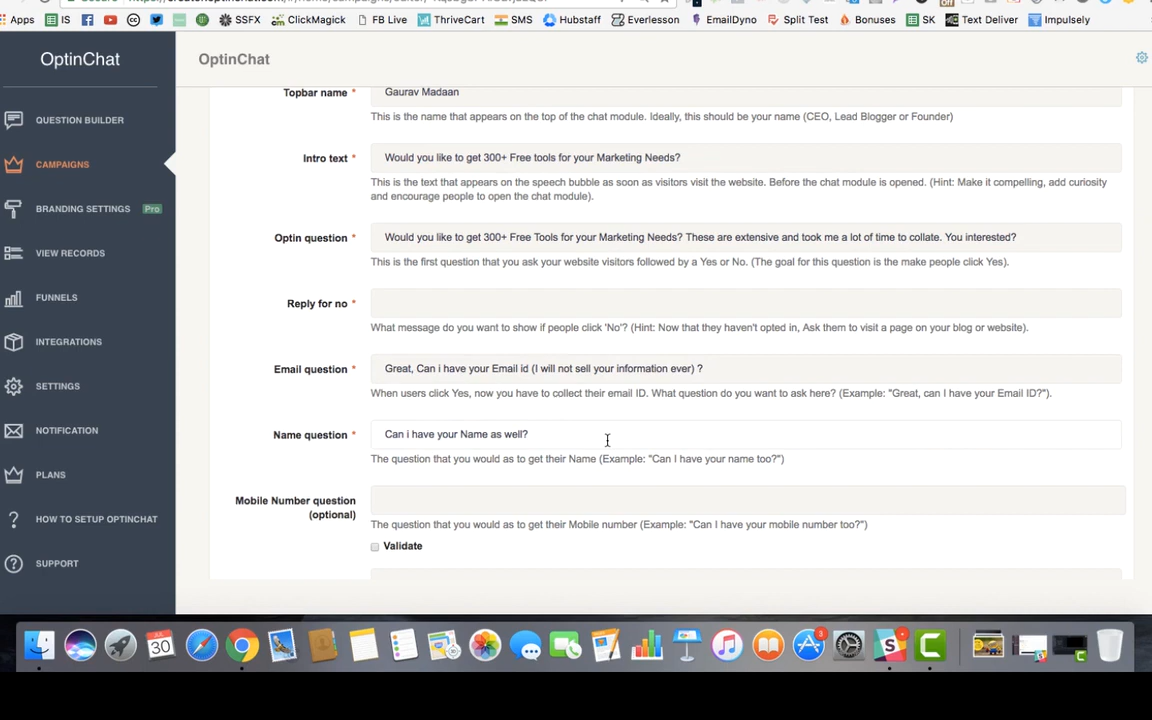 Apps IS FB Live SSFX ClickMagick ThriveCart SMS Hubstaff Everlesson EmailDyno Split Test Bonuses SK Text Deliver Impulsely
OptinChat
OptinChat
QUESTION BUILDER
CAMPAIGNS
BRANDING SETTINGS Pro
VIEW RECORDS
FUNNELS
INTEGRATIONS
SETTINGS
NOTIFICATION
PLANS
HOW TO SETUP OPTINCHAT
SUPPORT
Topbar name * Gaurav Madaan
This is the name that appears on the top of the chat module. Ideally, this should be your name (CEO, Lead Blogger or Founder)
Intro text * Would you like to get 300+ Free tools for your Marketing Needs?
This is the text that appears on the speech bubble as soon as visitors visit the website. Before the chat module is opened. (Hint: Make it compelling, add curiosity
and encourage people to open the chat module).
Optin question * Would you like to get 300+ Free Tools for your Marketing Needs? These are extensive and took me a lot of time to collate. You interested?
This is the first question that you ask your website visitors followed by a Yes or No. (The goal for this question is the make people click Yes).
Reply for no *
What message do you want to show if people click 'No'? (Hint: Now that they haven't opted in, Ask them to visit a page on your blog or website).
Email question * Great, Can i have your Email id (I will not sell your information ever) ?
When users click Yes, now you have to collect their email ID. What question do you want to ask here? (Example: "Great, can I have your Email ID?").
Name question * Can i have your Name as well?
The question that you would as to get their Name (Example: "Can I have your name too?")
Mobile Number question
(optional)
The question that you would as to get their Mobile number (Example: "Can I have your mobile number too?")
Validate
30
3